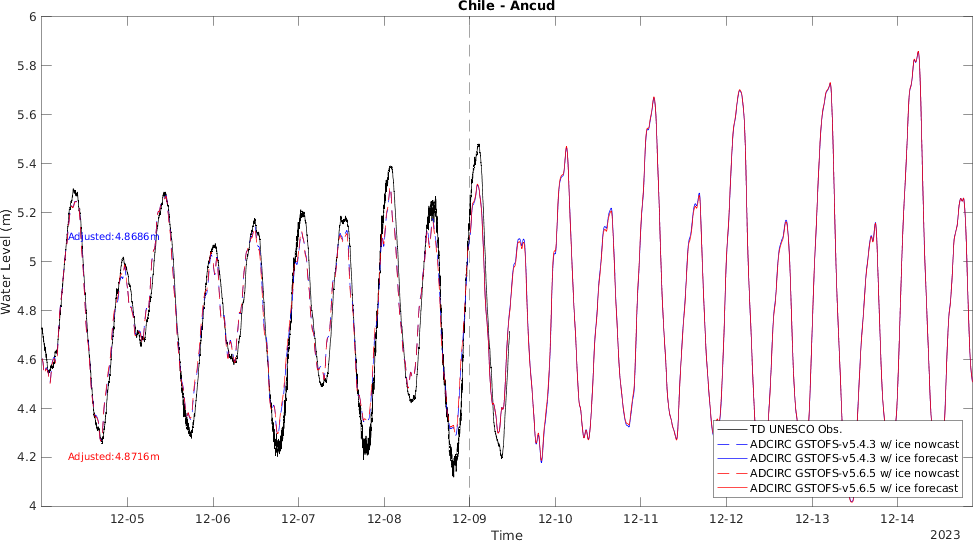 Chile - Ancud
6
5.8
5.6
5.4
5.2
5
4.8
4.6
4.4
4.2
4
Water Level (m)
Adjusted:4.8686m
Adjusted:4.8716m
TD UNESCO Obs.
ADCIRC GSTOFS-v5.4.3 w/ ice nowcast
ADCIRC GSTOFS-v5.4.3 w/ ice forecast
ADCIRC GSTOFS-v5.6.5 w/ ice nowcast
ADCIRC GSTOFS-v5.6.5 w/ ice forecast
12-05 12-06 12-07 12-08 12-09 12-10 12-11 12-12 12-13 12-14
Time
2023